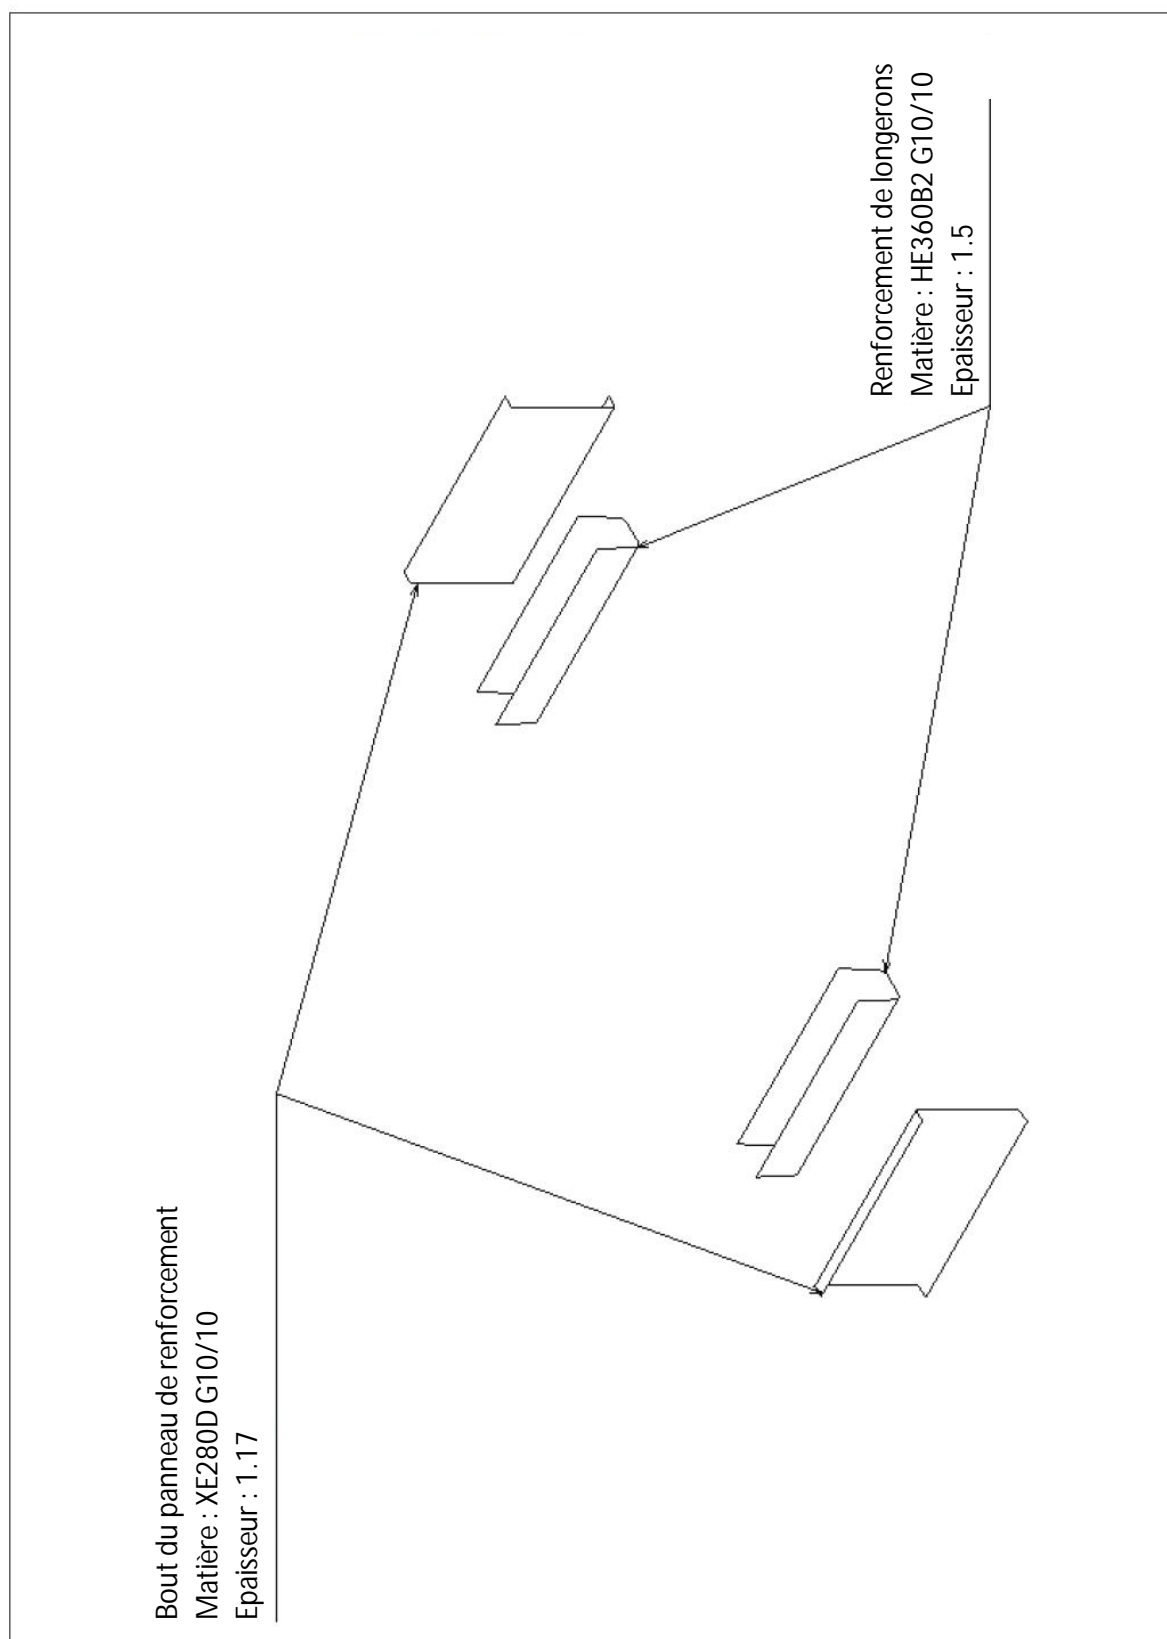 Bout du panneau de renforcement
Matière : XE280D G10/10
Epaisseur : 1.17
Renforcement de longerons
Matière : HE360B2 G10/10
Epaisseur : 1.5